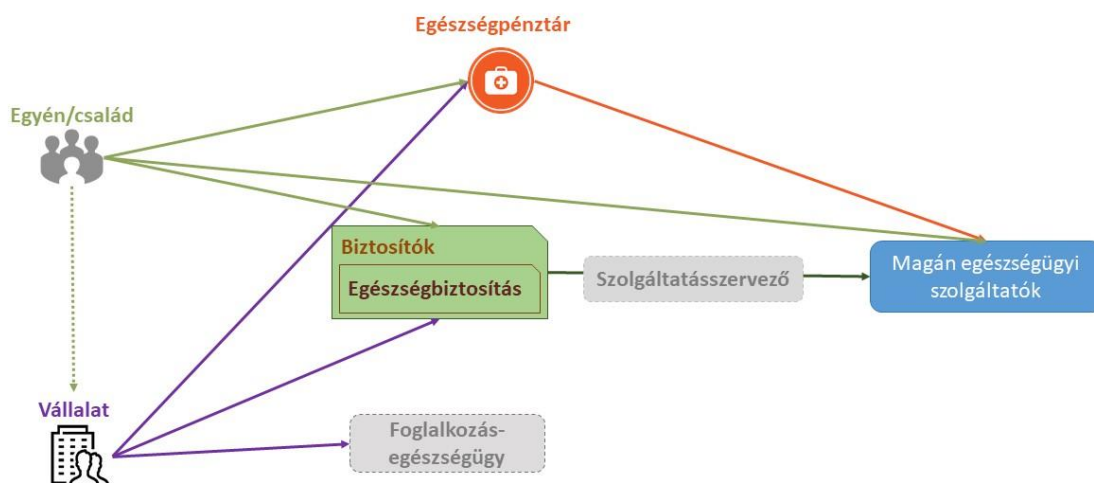 Egészségpénztár
Egyén/család
Biztosítók
Egészségbiztosítás
Szolgáltatásszervező
Magán egészségügyi
szolgáltatók
Vállalat
Foglalkozás-
egészségügy